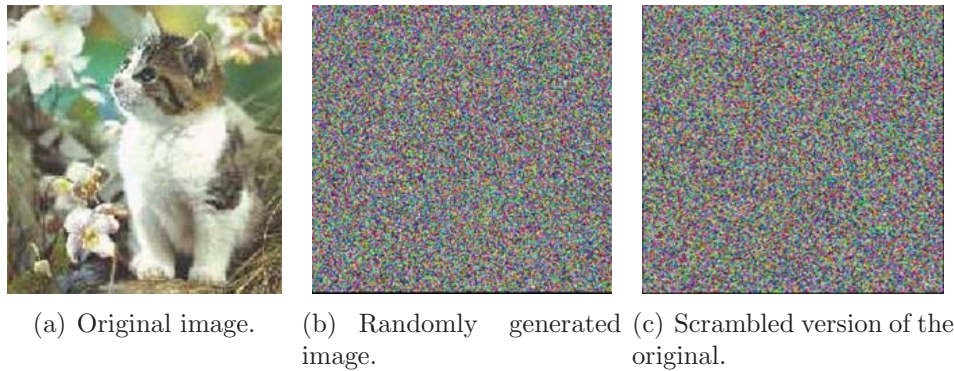 (a) Original image.
(b) Randomly generated
image.
(c) Scrambled version of the
original.